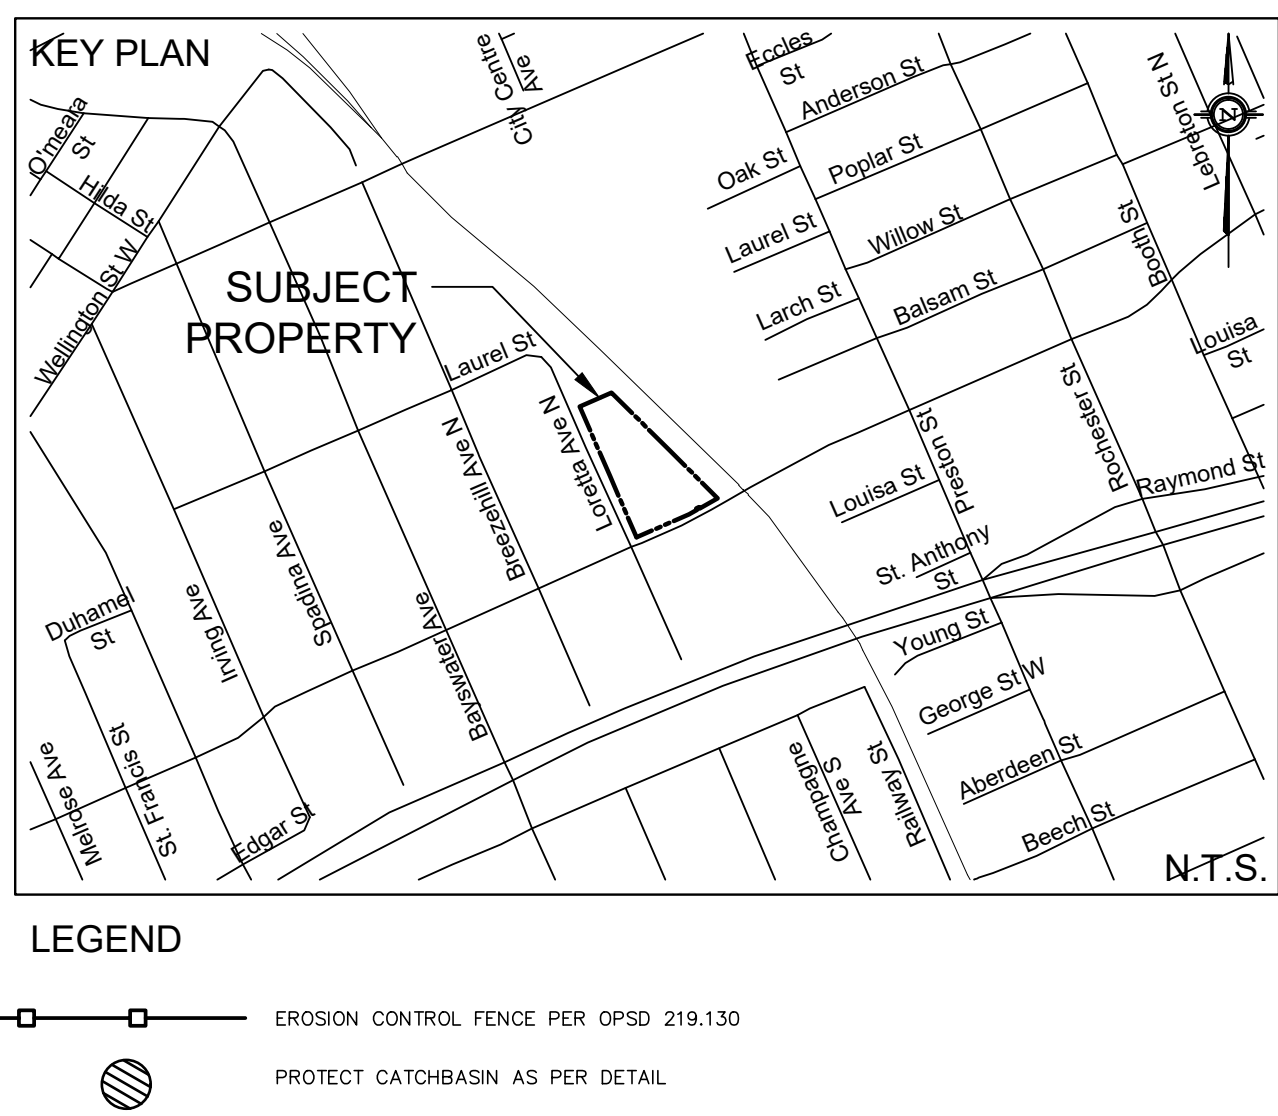 KEY PLAN
City Centre
Ave
Eccles
St
Anderson St
Lebreton St N
N
O'meara
St
Oak St
Poplar St
Hilda St
Laurel St
Willow St
Booth St
Wellington St W
SUBJECT
PROPERTY
Larch St
Balsam St
Louisa
St
Laurel St
Loretta Ave N
Breezehill Ave N
Preston St
Rochester St
Louisa St
Raymond St
Spadina Ave
St. Anthony
St
Duhamel
St
Irving Ave
Bayswater Ave
Young St
George St W
Melrose Ave
St. Francis St
Edgar St
Champagne
Ave S
Railway St
Aberdeen St
Beech St
N.T.S.
LEGEND
EROSION CONTROL FENCE PER OPSD 219.130
PROTECT CATCHBASIN AS PER DETAIL